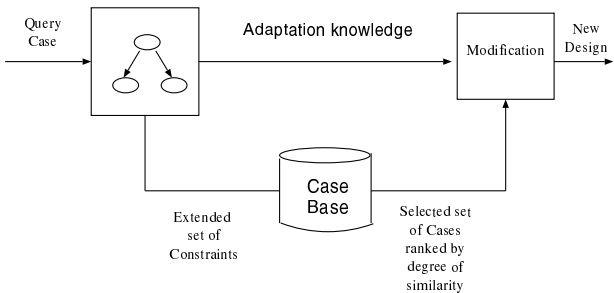 Query
Case
Adaptation knowledge
Modification
New
Design
Case
Base
Extended
set of
Constraints
Selected set
of Cases
ranked by
degree of
similarity